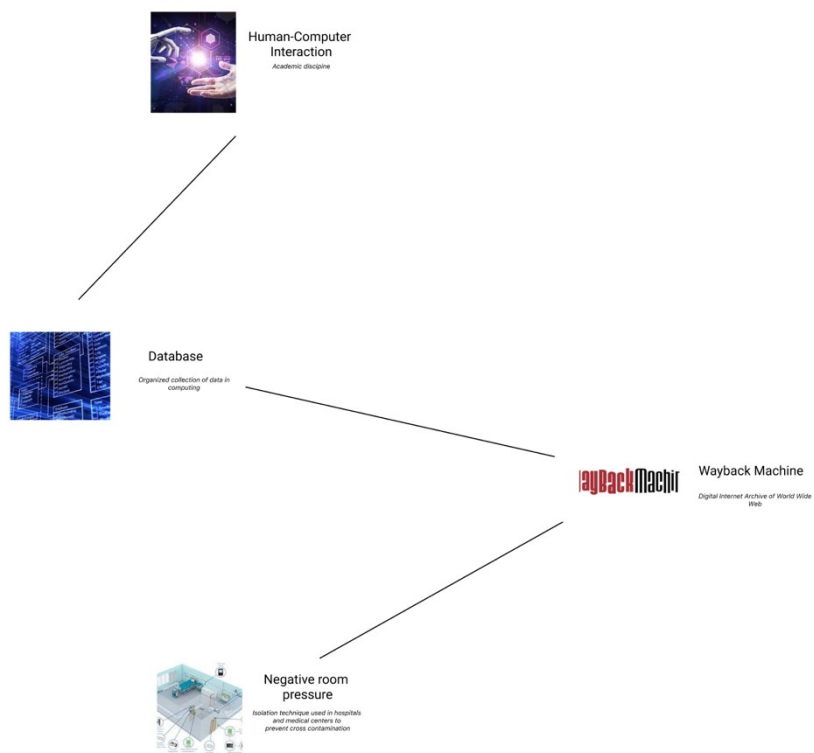 Human-Computer
Interaction
Academic discipine
Database
Organized collection of data in
computing
ayBackMachi
Wayback Machine
Digital Internet Archive of World Wide
Web
Negative room
pressure
Isolation technique used in hospitals
and medical centers to
prevent cross contamination